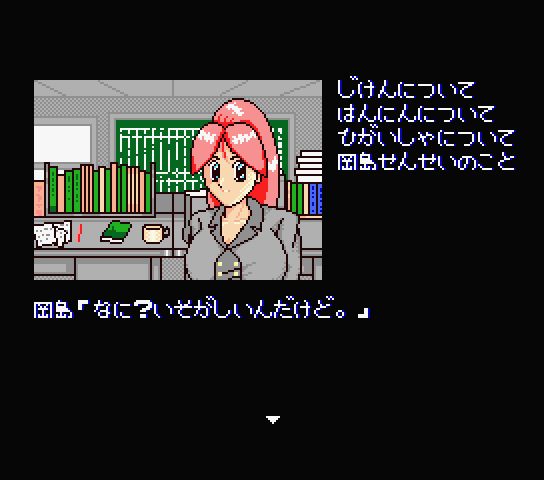 じけんについて
はんにんについて
ひがいしゃについて
岡島せんせいのこと
岡島「なに?いそがしいんだけど。」